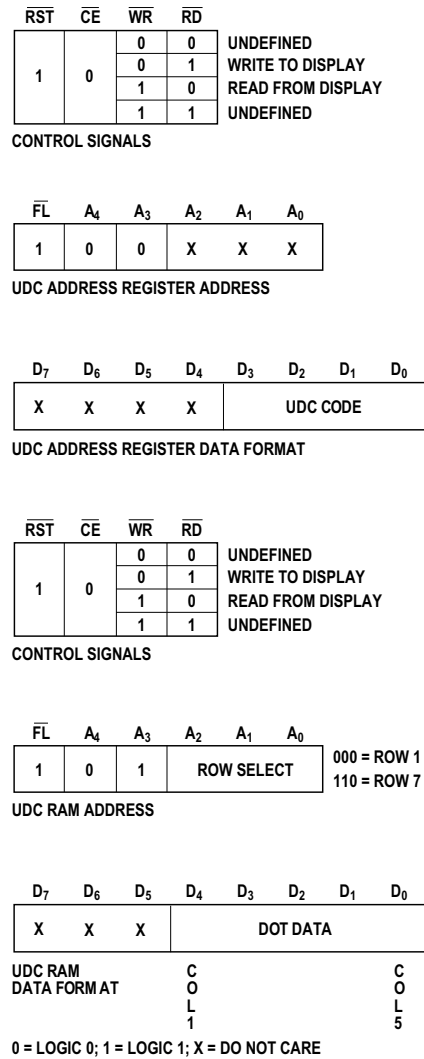 RST CE WR RD
0 0 UNDEFINED
1 0 0 1 WRITE TO DISPLAY
1 0 READ FROM DISPLAY
1 1 UNDEFINED
CONTROL SIGNALS
FL A4 A3 A2 A1 A0
1 0 0 X X X
UDC ADDRESS REGISTER ADDRESS
D7 D6 D5 D4 D3 D2 D1 D0
X X X X UDC CODE
UDC ADDRESS REGISTER DATA FORMAT
RST CE WR RD
0 0 UNDEFINED
1 0 0 1 WRITE TO DISPLAY
1 0 READ FROM DISPLAY
1 1 UNDEFINED
CONTROL SIGNALS
FL A4 A3 A2 A1 A0
1 0 1 ROW SELECT 000 = ROW 1
110 = ROW 7
UDC RAM ADDRESS
D7 D6 D5 D4 D3 D2 D1 D0
X X X DOT DATA
UDC RAM C C
DATA FORM AT O O
L L
1 5
0 = LOGIC 0; 1 = LOGIC 1; X = DO NOT CARE